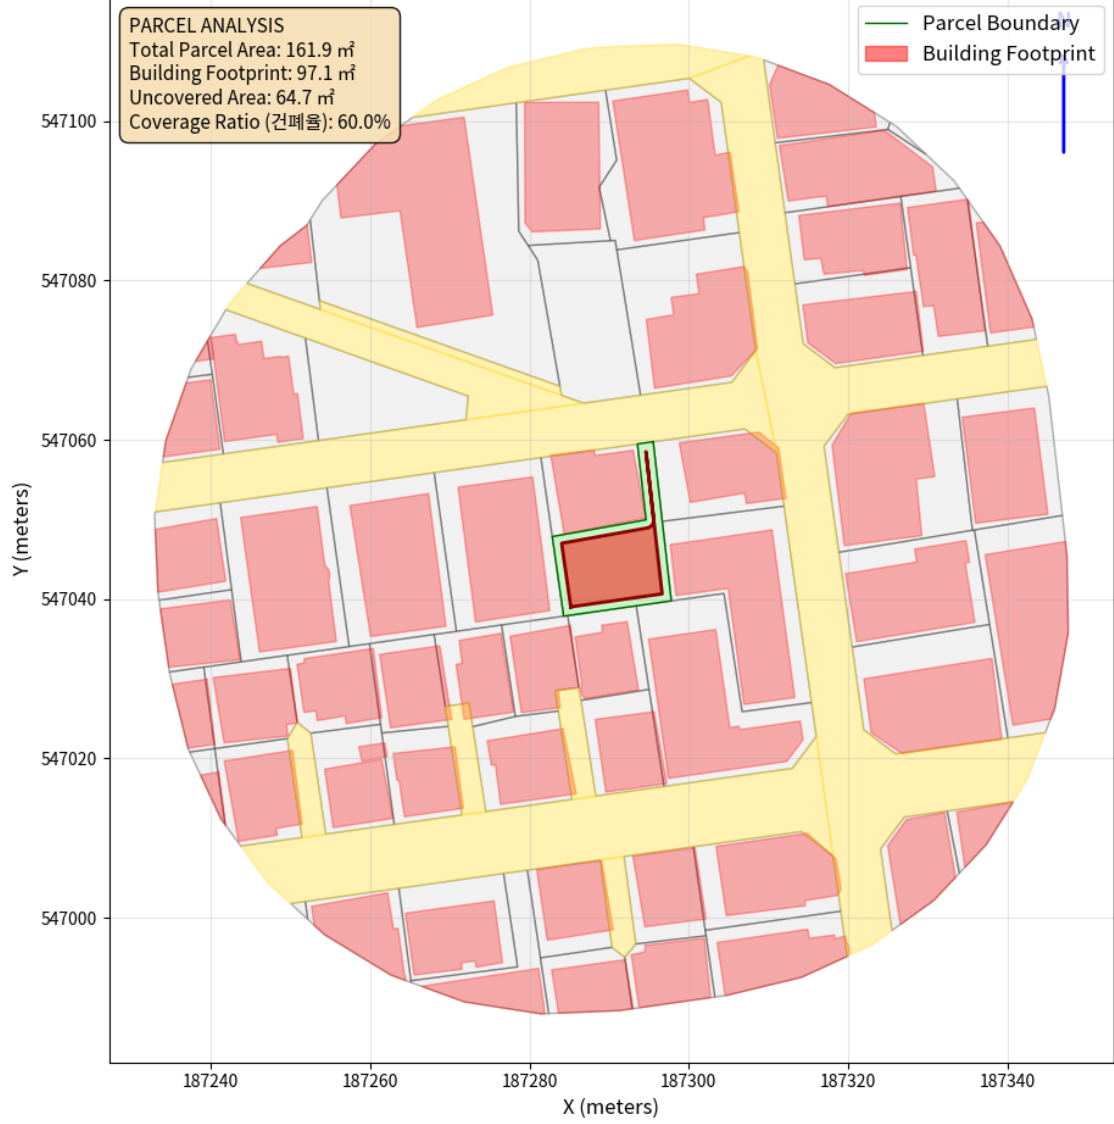 PARCEL ANALYSIS
Total Parcel Area: 161.9 ㎡
Building Footprint: 97.1 ㎡
Uncovered Area: 64.7 ㎡
Coverage Ratio (건폐율): 60.0%
Parcel Boundary
Building Footprint
N
547100
547080
547060
547040
547020
547000
Y (meters)
187240
187260
187280
187300
187320
187340
X (meters)